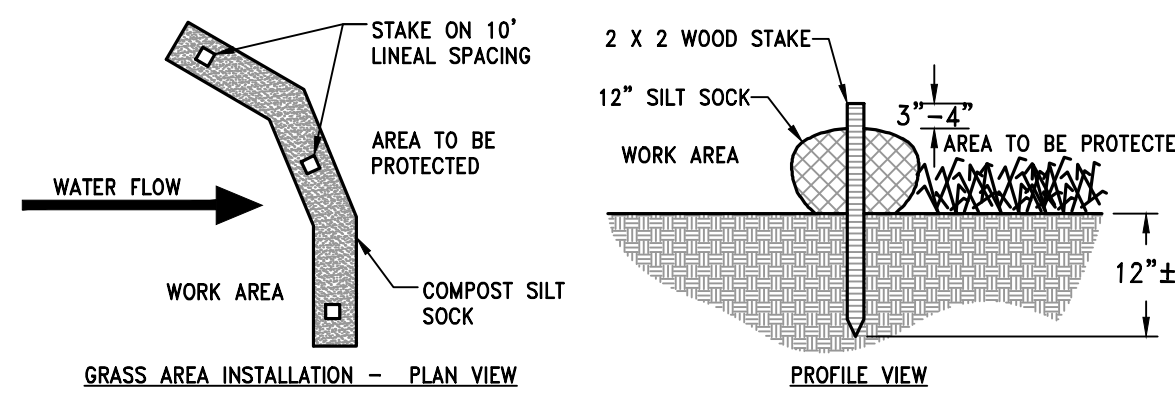 STAKE ON 10'
LINEAL SPACING
AREA TO BE
PROTECTED
WATER FLOW
WORK AREA
COMPOST SILT
SOCK
GRASS AREA INSTALLATION - PLAN VIEW
2 X 2 WOOD STAKE
12" SILT SOCK
3"-4"
WORK AREA
AREA TO BE PROTECTE
12"±
PROFILE VIEW